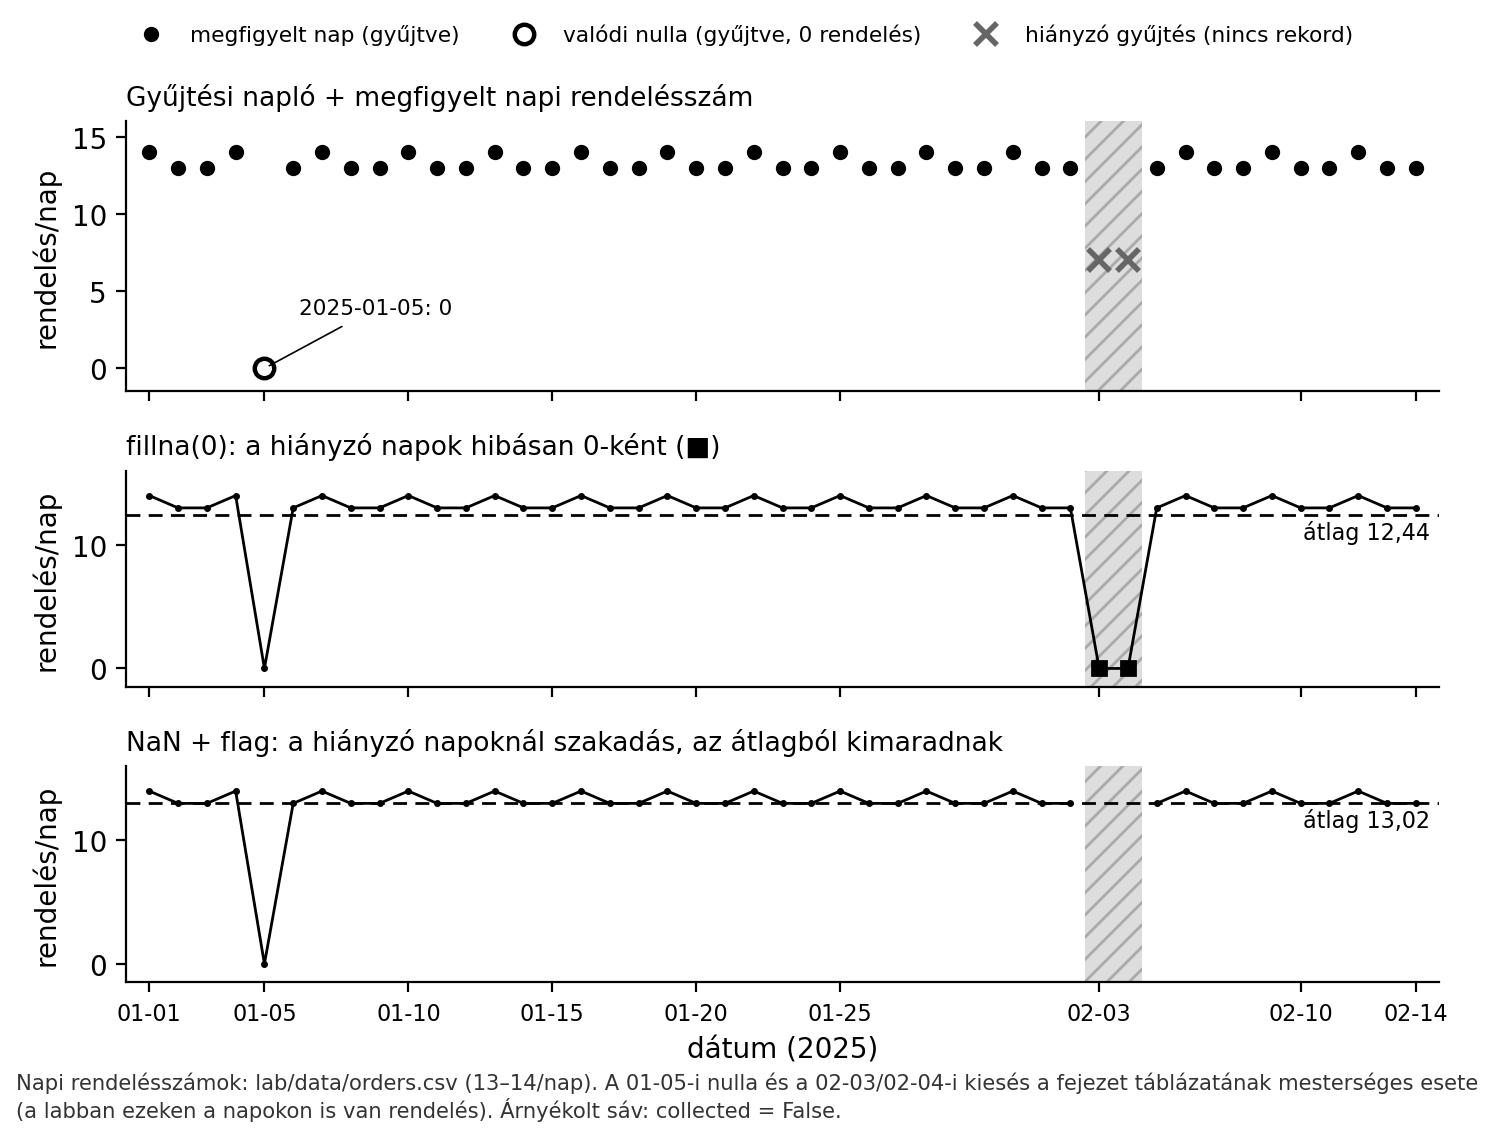 megfigyelt nap (gyűjtve) valódi nulla (gyűjtve, 0 rendelés) hiányzó gyűjtés (nincs rekord)
Gyűjtési napló + megfigyelt napi rendelésszám
15
10
5
0
rendelés/nap
2025-01-05: 0
fillna(0): a hiányzó napok hibásan 0-ként (■)
10
0
rendelés/nap
átlag 12,44
NaN + flag: a hiányzó napoknál szakadás, az átlagból kimaradnak
10
0
rendelés/nap
átlag 13,02
01-01 01-05 01-10 01-15 01-20 01-25 02-03 02-10 02-14
dátum (2025)
Napi rendelésszámok: lab/data/orders.csv (13–14/nap). A 01-05-i nulla és a 02-03/02-04-i kiesés a fejezet táblázatának mesterséges esete
(a labban ezeken a napokon is van rendelés). Árnyékolt sáv: collected = False.